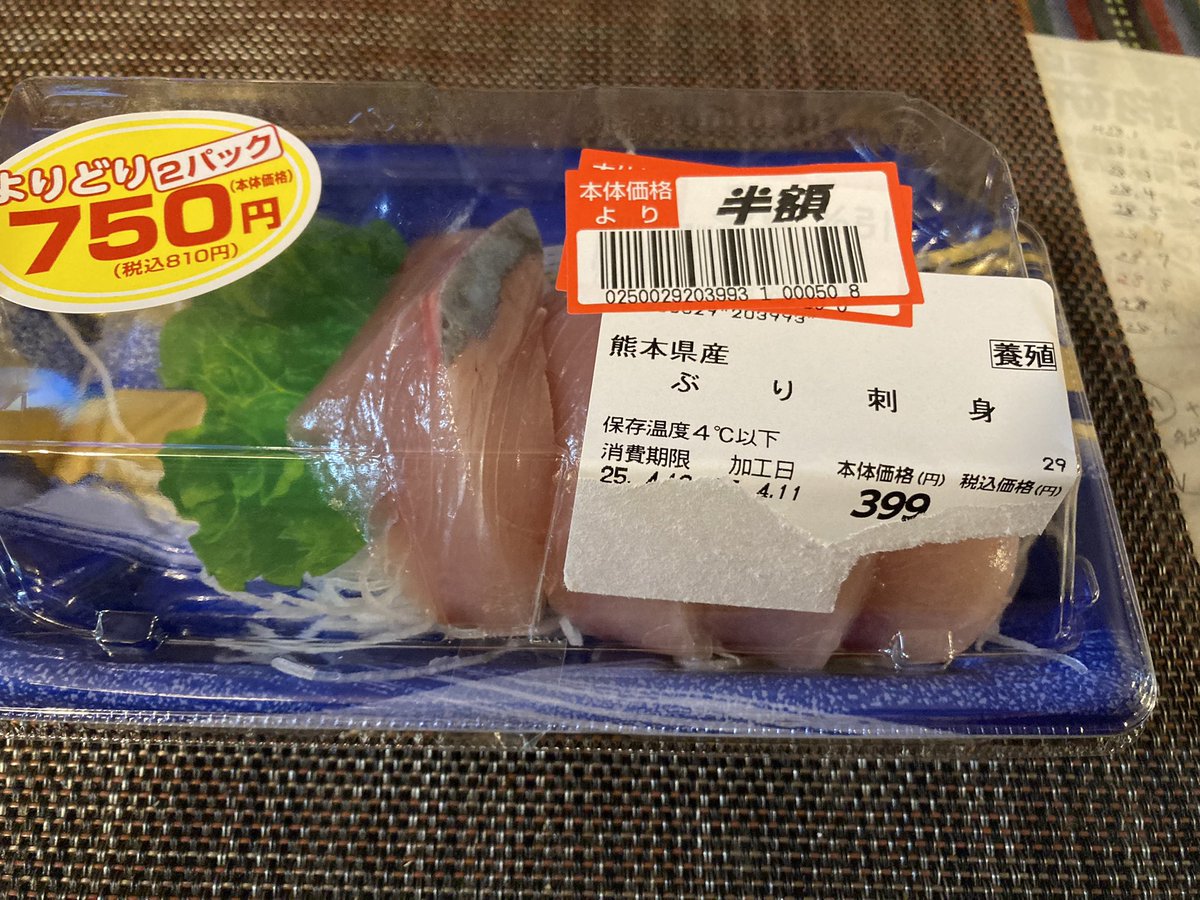 よりどり2パック
750円
(本体価格)
(税込810円)
本体価格
より
半額
0250029203993 1 00050 8
熊本県産
養殖
ぶり刺身
保存温度4℃以下
29
消費期限 加工日 本体価格(円) 税込価格(円)
25. 4.11
399